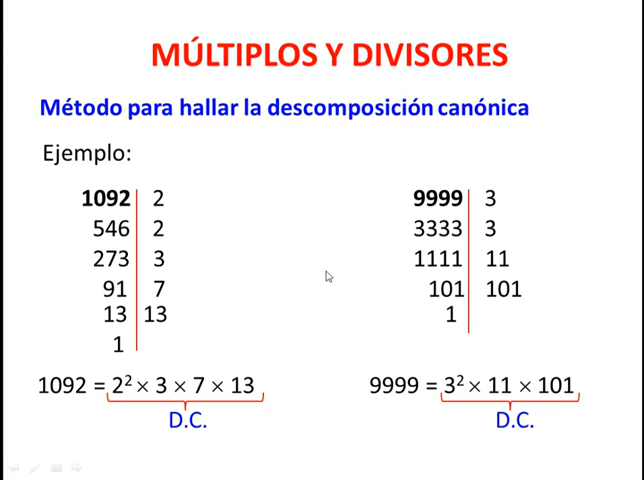 MÚLTIPLOS Y DIVISORES
Método para hallar la descomposición canónica
Ejemplo:
1092 | 2
546 | 2
273 | 3
91 | 7
13 | 13
1 |
1092 = 2² × 3 × 7 × 13
D.C.
9999 | 3
3333 | 3
1111 | 11
101 | 101
1 |
9999 = 3² × 11 × 101
D.C.